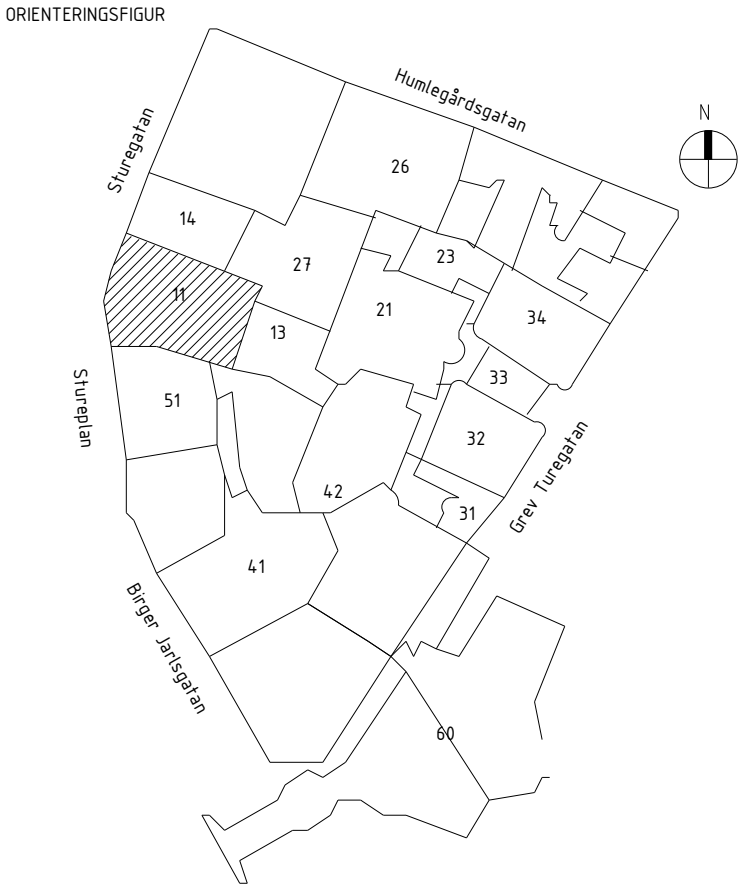 ORIENTERINGSFIGUR
Humlegårdsgatan
N
Sturegatan
26
14
23
27
11
21
34
13
33
Stureplan
51
32
Grev Turegatan
42
31
41
Birger Jarlsgatan
60